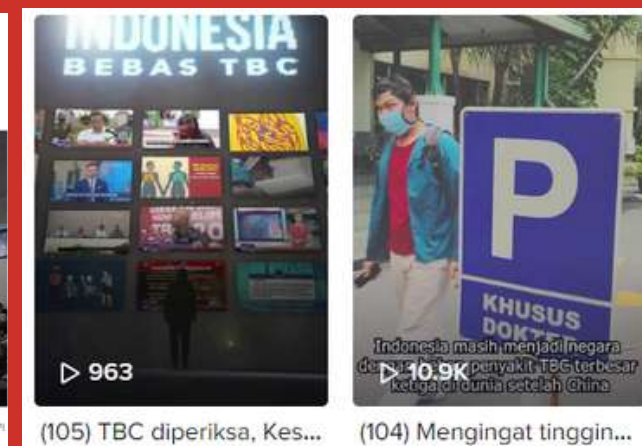 INDONESIA
BEBAS TBC
963
(105) TBC diperiksa, Kes...
P
KHUSUS
Indonesia masih menjadi negara
penyakit TBC terbesar
ketiga di dunia setelah China
10.9K
(104) Mengingat tinggin...